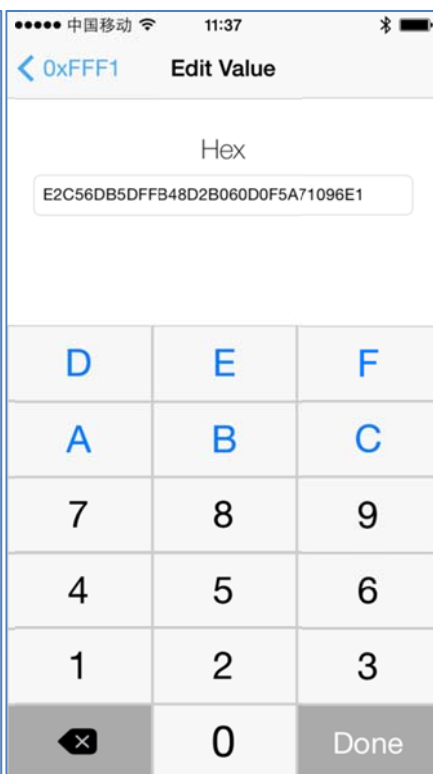 中国移动 11:37
0xFFF1 Edit Value
Hex
E2C56DB5DFFB48D2B060D0F5A71096E1
D E F
A B C
7 8 9
4 5 6
1 2 3
0 Done